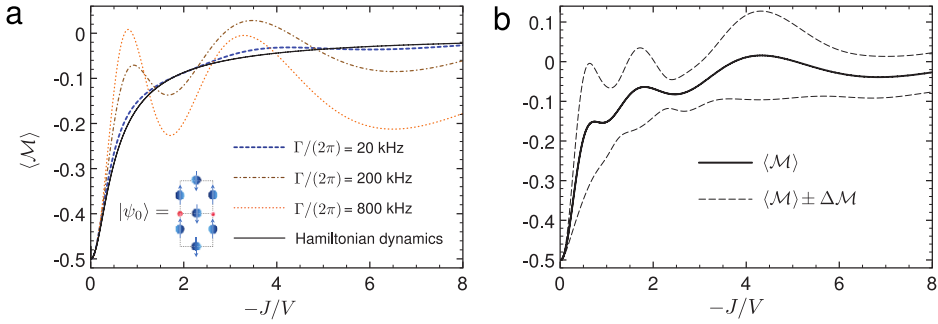 a
0
-0.1
-0.2
-0.3
-0.4
-0.5
⟨M⟩
Γ/(2π) = 20 kHz
Γ/(2π) = 200 kHz
Γ/(2π) = 800 kHz
Hamiltonian dynamics
|ψ₀⟩ =
0 2 4 6 8
−J/V
b
0.1
0
-0.1
-0.2
-0.3
-0.4
-0.5
⟨M⟩
⟨M⟩ ± ΔM
0 2 4 6 8
−J/V